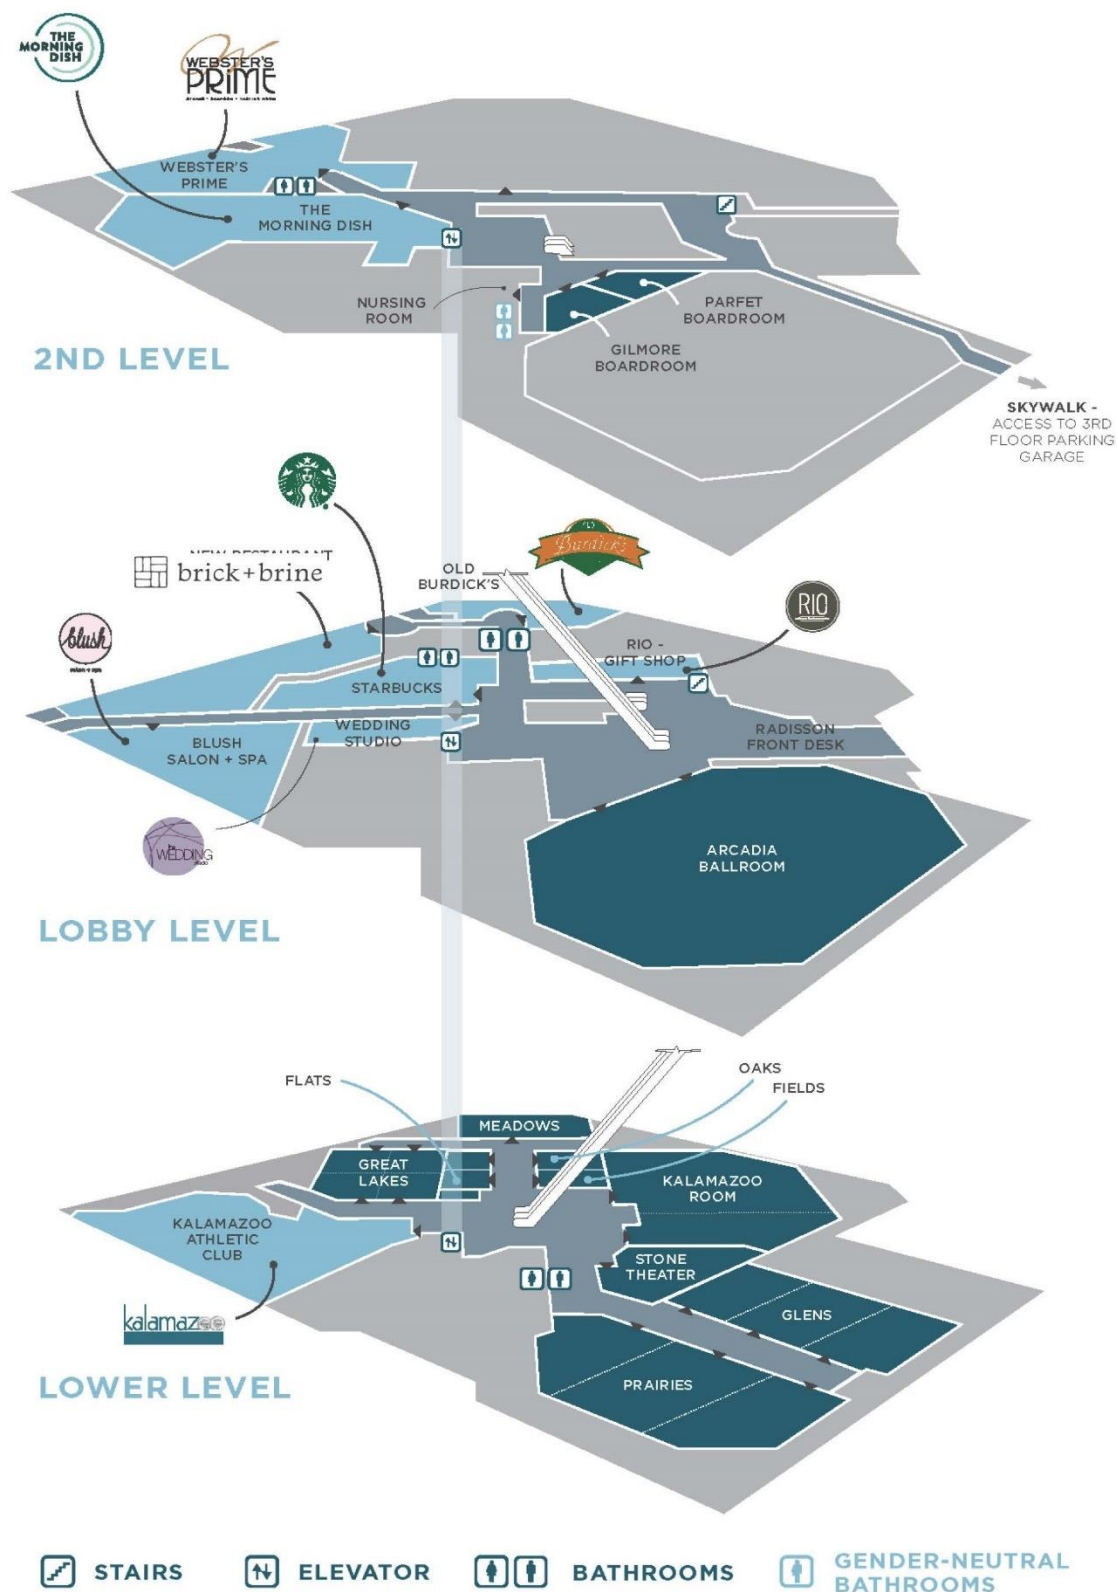 THE
MORNING
DISH
WEBSTER'S
PRIME
WEBSTER'S
PRIME
THE
MORNING DISH
NURSING
ROOM
PARFET
BOARDROOM
GILMORE
BOARDROOM
2ND LEVEL
SKYWALK -
ACCESS TO 3RD
FLOOR PARKING
GARAGE
NEW RESTAURANT
brick+brine
OLD
BURDICK'S
OLD
Burdick's
RIO
blush
RIO -
GIFT SHOP
STARBUCKS
WEDDING
STUDIO
BLUSH
SALON + SPA
RADISSON
FRONT DESK
WEDDING
ARCADIA
BALLROOM
LOBBY LEVEL
FLATS
OAKS
FIELDS
MEADOWS
GREAT
LAKES
KALAMAZOO
ROOM
KALAMAZOO
ATHLETIC
CLUB
STONE
THEATER
GLENS
PRAIRIES
kalamazoo
LOWER LEVEL
STAIRS
ELEVATOR
BATHROOMS
GENDER-NEUTRAL
BATHROOMS